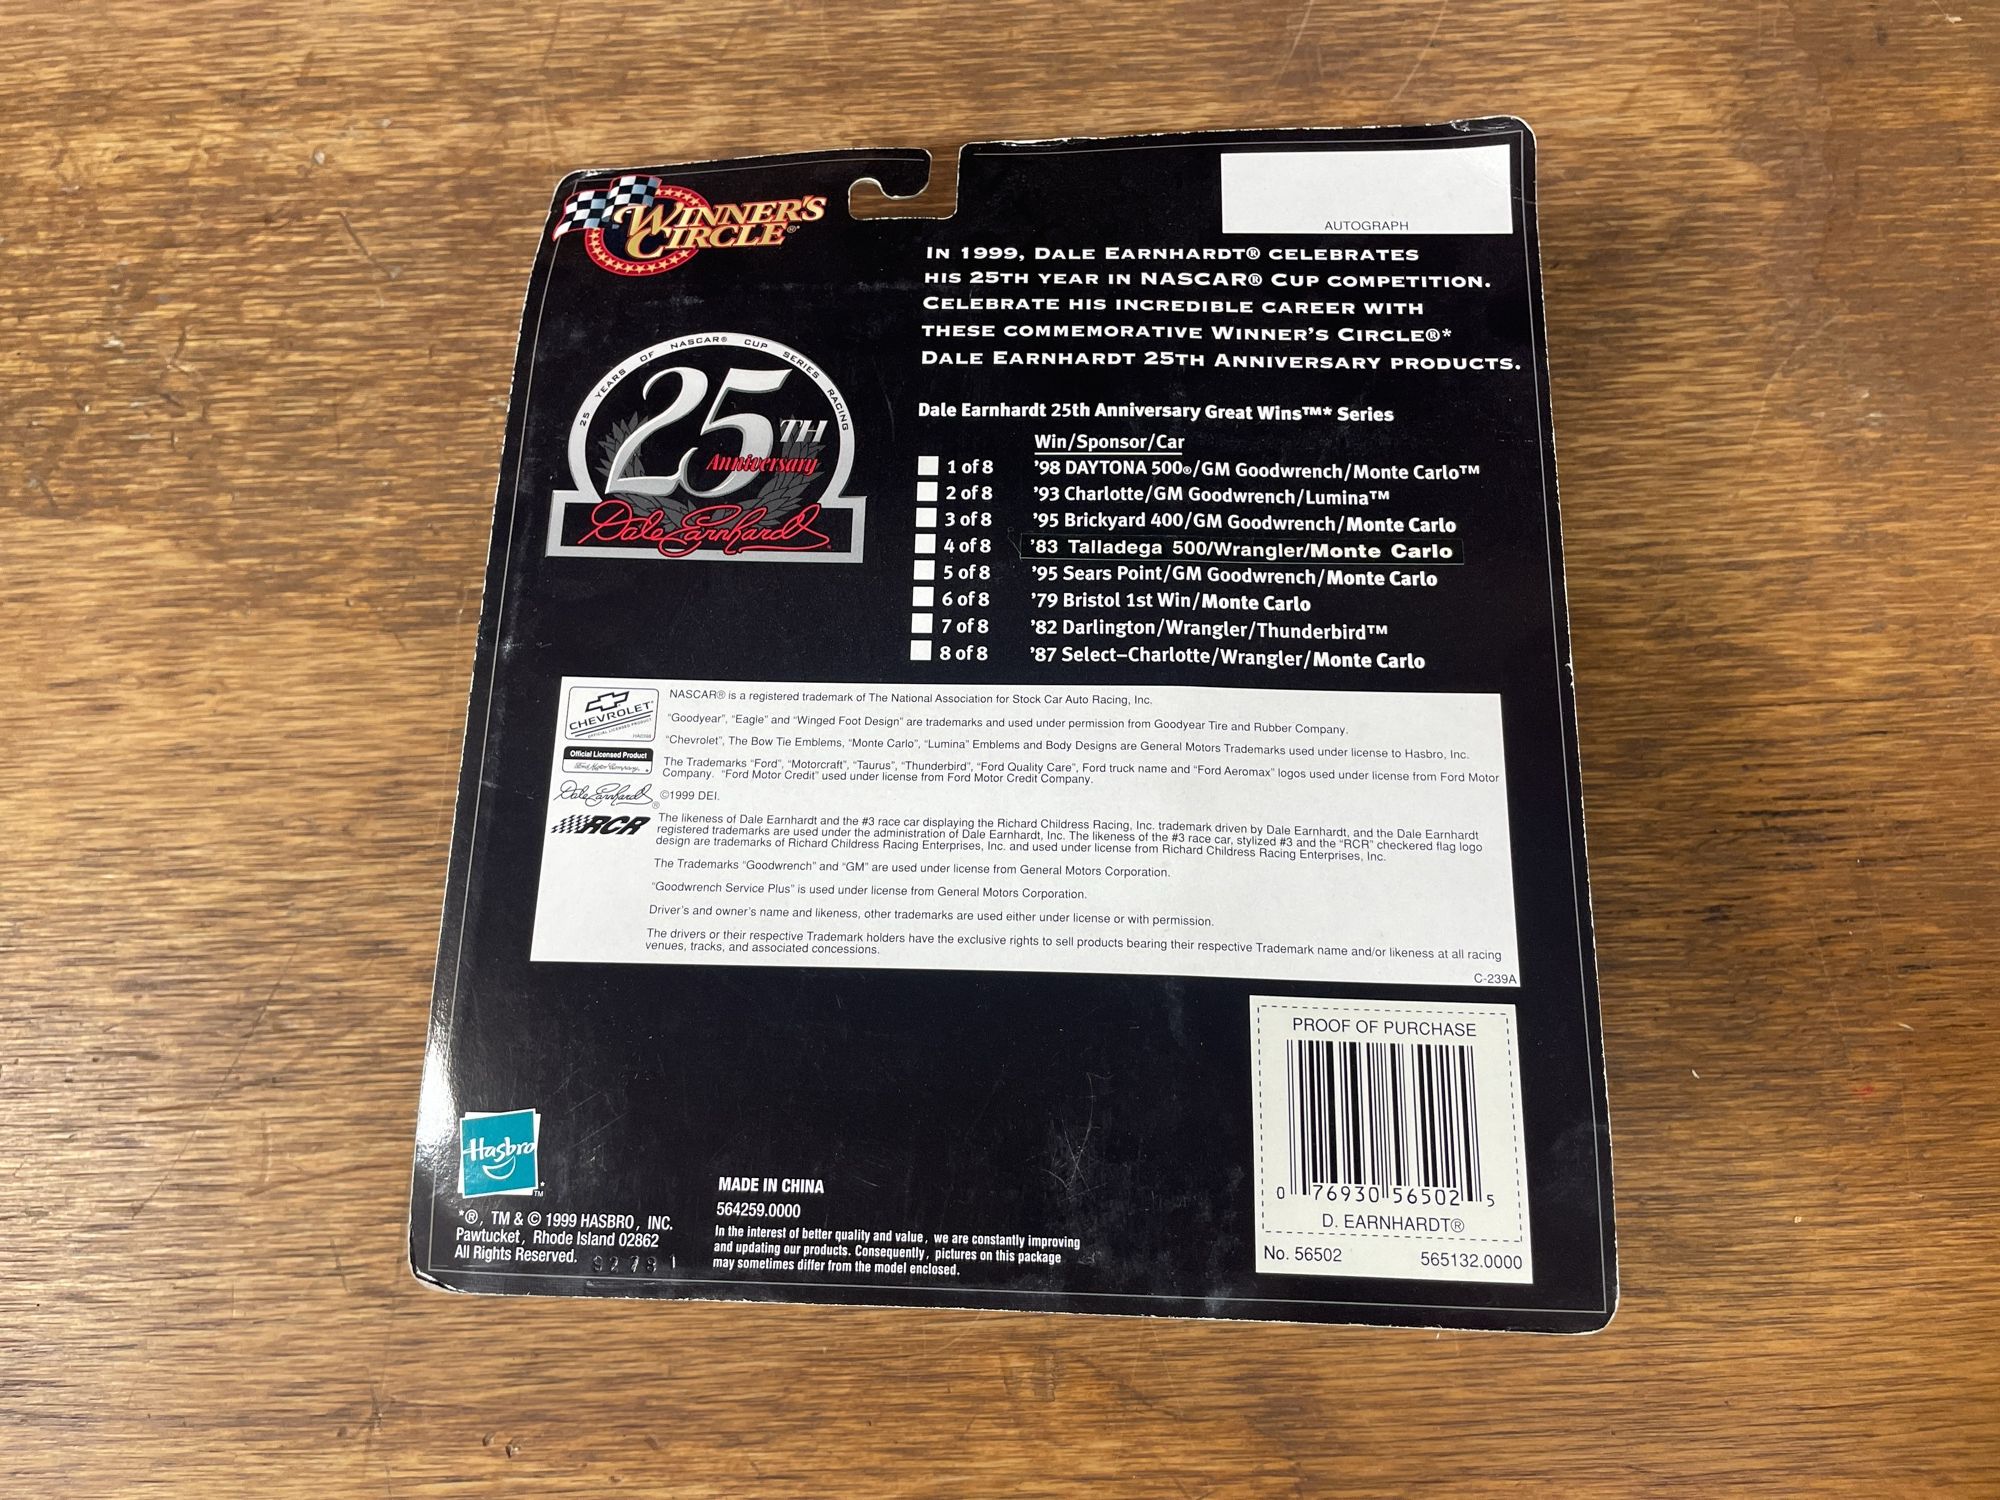 WINNER'S
CIRCLE®
AUTOGRAPH
IN 1999, DALE EARNHARDT® CELEBRATES
HIS 25TH YEAR IN NASCAR® CUP COMPETITION.
CELEBRATE HIS INCREDIBLE CAREER WITH
THESE COMMEMORATIVE WINNER'S CIRCLE®*
DALE EARNHARDT 25TH ANNIVERSARY PRODUCTS.
25 YEARS OF NASCAR® CUP SERIES RACING
25TH
Anniversary
Dale Earnhardt
Dale Earnhardt 25th Anniversary Great Wins™* Series
Win/Sponsor/Car
1 of 8 '98 DAYTONA 500®/GM Goodwrench/Monte Carlo™
2 of 8 '93 Charlotte/GM Goodwrench/Lumina™
3 of 8 '95 Brickyard 400/GM Goodwrench/Monte Carlo
4 of 8 '83 Talladega 500/Wrangler/Monte Carlo
5 of 8 '95 Sears Point/GM Goodwrench/Monte Carlo
6 of 8 '79 Bristol 1st Win/Monte Carlo
7 of 8 '82 Darlington/Wrangler/Thunderbird™
8 of 8 '87 Select–Charlotte/Wrangler/Monte Carlo
CHEVROLET
OFFICIAL LICENSED PRODUCT
NASCAR® is a registered trademark of The National Association for Stock Car Auto Racing, Inc.
"Goodyear", "Eagle" and "Winged Foot Design" are trademarks and used under permission from Goodyear Tire and Rubber Company.
"Chevrolet", The Bow Tie Emblems, "Monte Carlo", "Lumina" Emblems and Body Designs are General Motors Trademarks used under license to Hasbro, Inc.
Official Licensed Product
Ford Motor Company.
The Trademarks "Ford", "Motorcraft", "Taurus", "Thunderbird", "Ford Quality Care", Ford truck name and "Ford Aeromax" logos used under license from Ford Motor
Company. "Ford Motor Credit" used under license from Ford Motor Credit Company.
Dale Earnhardt ® ©1999 DEI.
RCR
The likeness of Dale Earnhardt and the #3 race car displaying the Richard Childress Racing, Inc. trademark driven by Dale Earnhardt, and the Dale Earnhardt
registered trademarks are used under the administration of Dale Earnhardt, Inc. The likeness of the #3 race car, stylized #3 and the "RCR" checkered flag logo
design are trademarks of Richard Childress Racing Enterprises, Inc. and used under license from Richard Childress Racing Enterprises, Inc.
The Trademarks "Goodwrench" and "GM" are used under license from General Motors Corporation.
"Goodwrench Service Plus" is used under license from General Motors Corporation.
Driver's and owner's name and likeness, other trademarks are used either under license or with permission.
The drivers or their respective Trademark holders have the exclusive rights to sell products bearing their respective Trademark name and/or likeness at all racing
venues, tracks, and associated concessions.
C-239A
PROOF OF PURCHASE
0 76930 56502 5
D. EARNHARDT®
No. 56502 565132.0000
Hasbro
™
*®, TM & © 1999 HASBRO, INC.
Pawtucket, Rhode Island 02862
All Rights Reserved.
MADE IN CHINA
564259.0000
In the interest of better quality and value, we are constantly improving
and updating our products. Consequently, pictures on this package
may sometimes differ from the model enclosed.